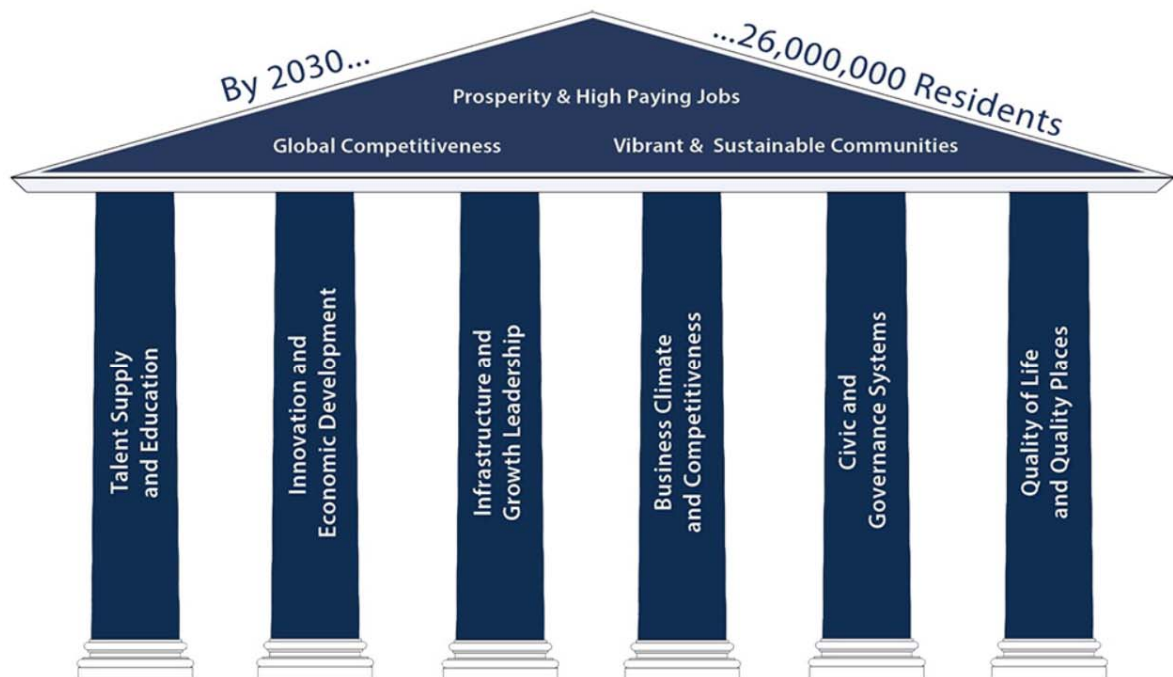 By 2030...
...26,000,000 Residents
Prosperity & High Paying Jobs
Global Competitiveness
Vibrant & Sustainable Communities
Talent Supply
and Education
Innovation and
Economic Development
Infrastructure and
Growth Leadership
Business Climate
and Competitiveness
Civic and
Governance Systems
Quality of Life
and Quality Places